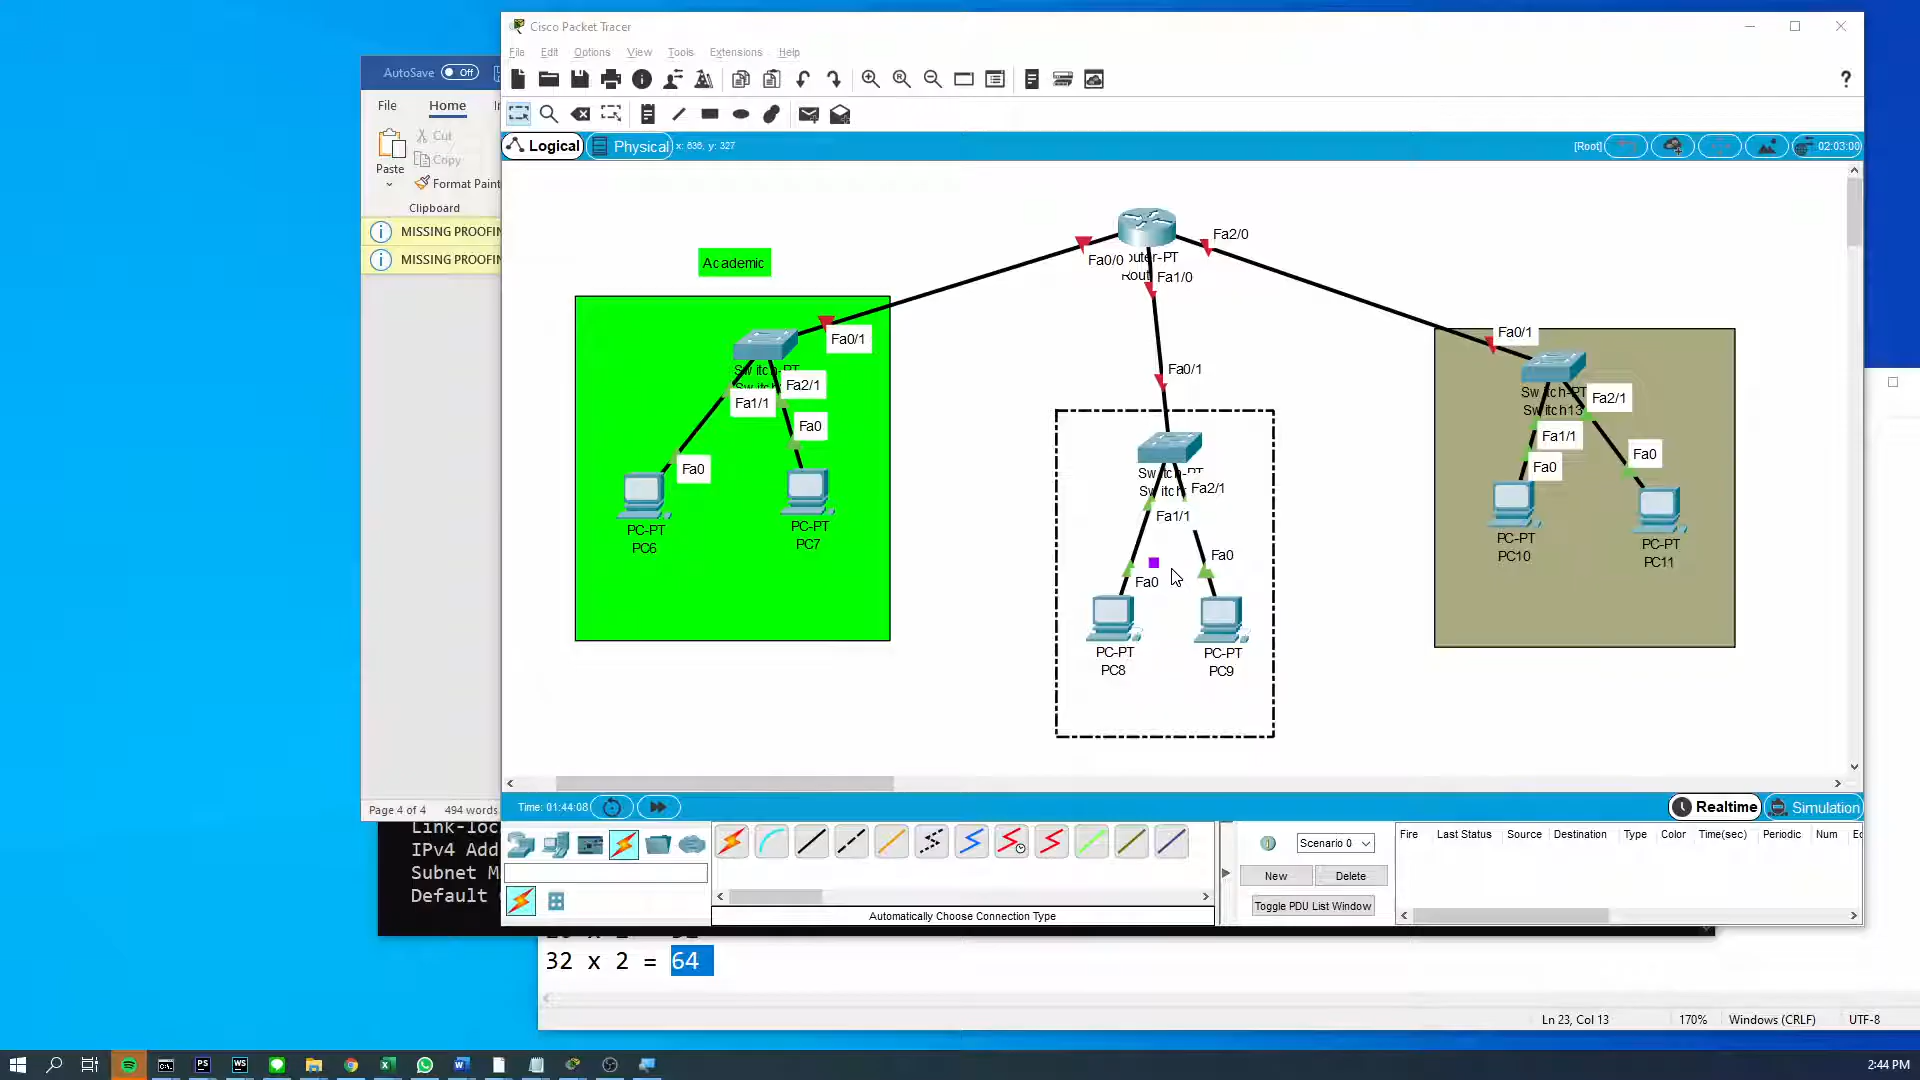 Cisco Packet Tracer
File Edit Options View Tools Extensions Help
AutoSave Off
File Home
Cut
Copy
Paste
Format Paint
Clipboard
MISSING PROOFIN
MISSING PROOFIN
Logical Physical x: 636, y: 327
[Root] 02:03:00
Academic
Fa0/0
Fa1/0
Fa2/0
Fa0/1
Fa2/1
Fa1/1
Fa0
Fa0
PC-PT
PC6
PC-PT
PC7
Fa0/1
Fa2/1
Fa1/1
Fa0
Fa0
PC-PT
PC8
PC-PT
PC9
Fa0/1
Switch-PT
Switch13
Fa2/1
Fa1/1
Fa0
Fa0
PC-PT
PC10
PC-PT
PC11
Time: 01:44:08
Realtime Simulation
Page 4 of 4 494 words
Scenario 0
New Delete
Toggle PDU List Window
Fire Last Status Source Destination Type Color Time(sec) Periodic Num
Automatically Choose Connection Type
Link-loc
IPv4 Add
Subnet M
Default
32 x 2 = 64
Ln 23, Col 13 170% Windows (CRLF) UTF-8
2:44 PM